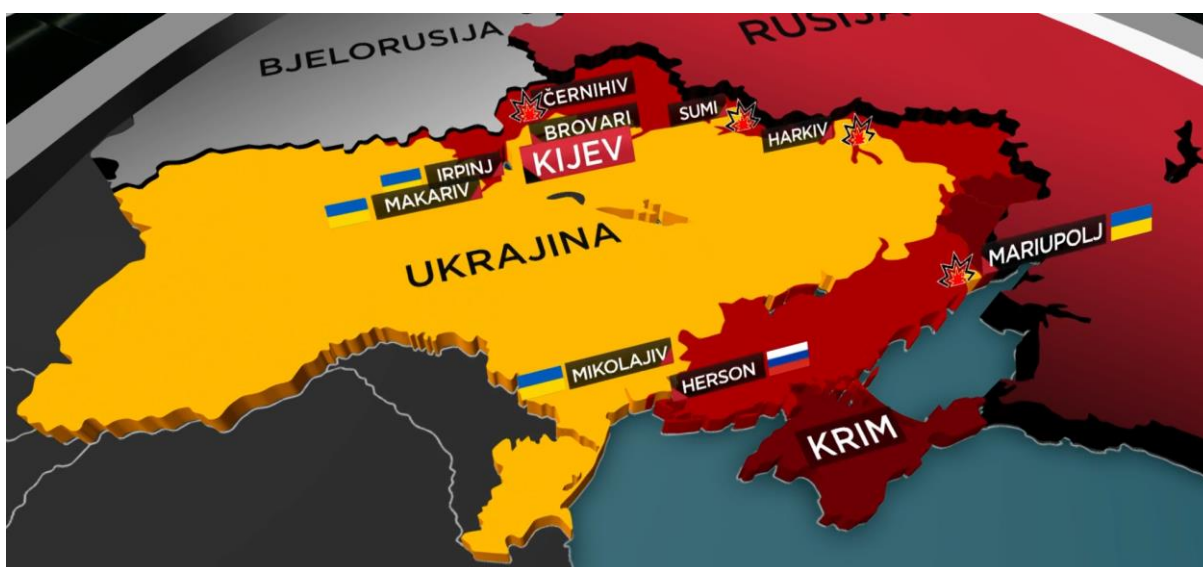 BJELORUSIJA
RUSIJA
ČERNIHIV
BROVARI
SUMI
HARKIV
KIJEV
IRPINJ
MAKARIV
UKRAJINA
MARIUPOLJ
MIKOLAJIV
HERSON
KRIM